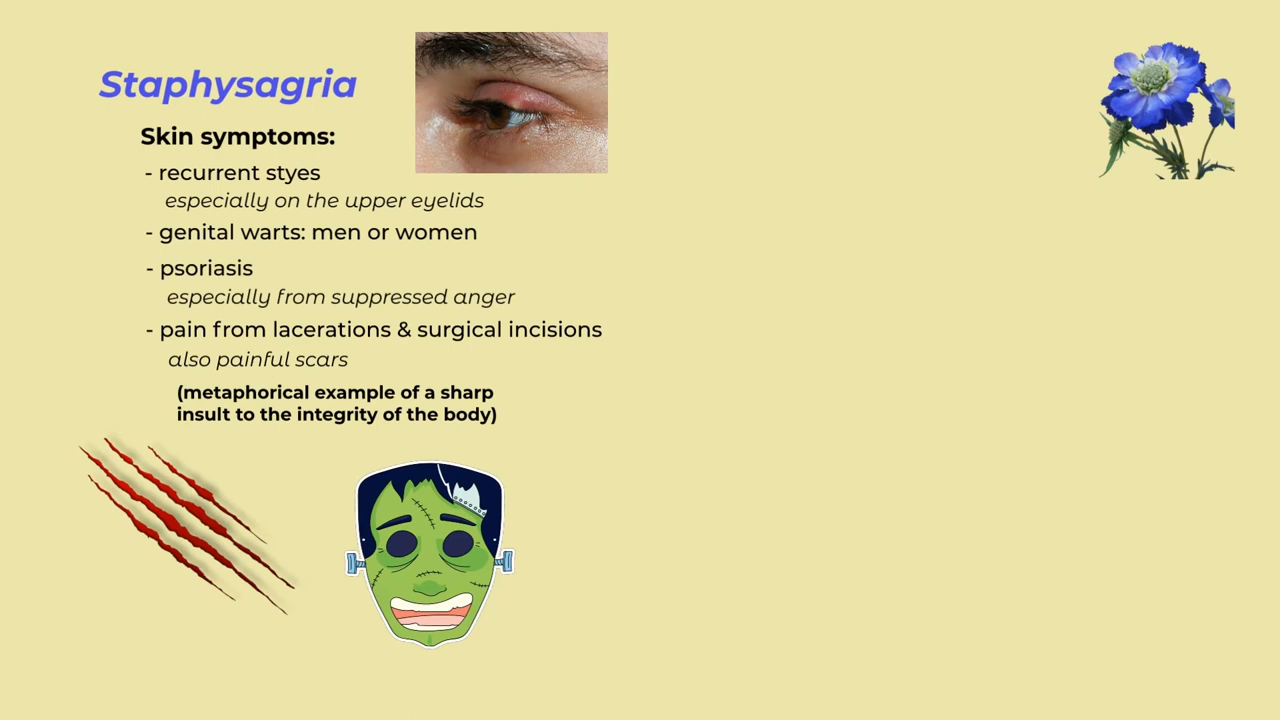 Staphysagria
Skin symptoms:
- recurrent styes
especially on the upper eyelids
- genital warts: men or women
- psoriasis
especially from suppressed anger
- pain from lacerations & surgical incisions
also painful scars
(metaphorical example of a sharp
insult to the integrity of the body)